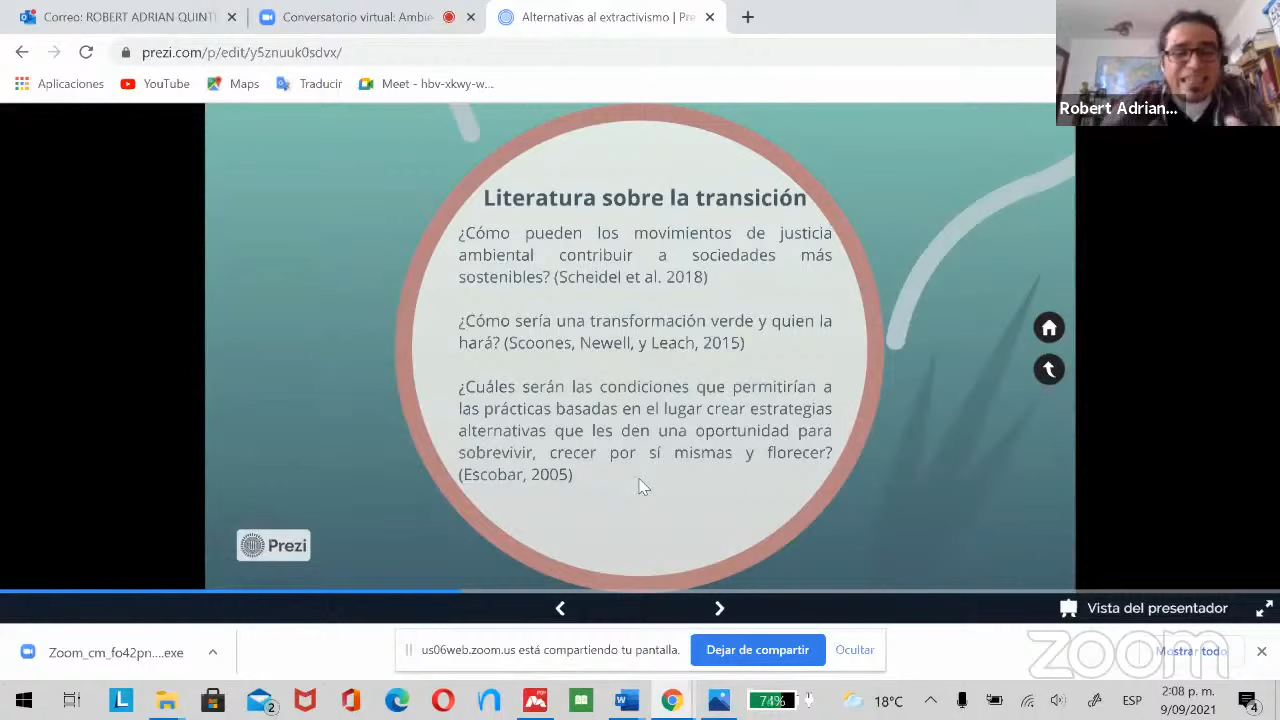 Correo: ROBERT ADRIAN QUINT
Conversatorio virtual: Ambie
Alternativas al extractivismo | Pre
prezi.com/p/edit/y5znuuk0sdvx/
Aplicaciones
YouTube
Maps
Traducir
Meet - hbv-xkwy-w...
Robert Adrian...
Literatura sobre la transición
¿Cómo pueden los movimientos de justicia
ambiental contribuir a sociedades más
sostenibles? (Scheidel et al. 2018)
¿Cómo sería una transformación verde y quien la
hará? (Scoones, Newell, y Leach, 2015)
¿Cuáles serán las condiciones que permitirían a
las prácticas basadas en el lugar crear estrategias
alternativas que les den una oportunidad para
sobrevivir, crecer por sí mismas y florecer?
(Escobar, 2005)
Prezi
Vista del presentador
Zoom_cm_fo42pn....exe
us06web.zoom.us está compartiendo tu pantalla.
Dejar de compartir
Ocultar
zoom
Mostrar todo
2
74%
18°C
ESP
2:08 p. m.
9/09/2021
4